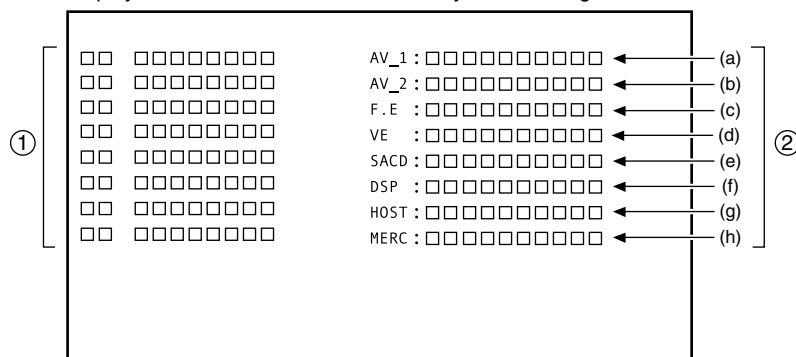 □□ □□□□□□□□ AV_1 : □□□□□□□□□□ (a)
□□ □□□□□□□□ AV_2 : □□□□□□□□□□ (b)
□□ □□□□□□□□ F.E : □□□□□□□□□□ (c)
① □□ □□□□□□□□ VE : □□□□□□□□□□ (d) ②
□□ □□□□□□□□ SACD : □□□□□□□□□□ (e)
□□ □□□□□□□□ DSP : □□□□□□□□□□ (f)
□□ □□□□□□□□ HOST : □□□□□□□□□□ (g)
□□ □□□□□□□□ MERC : □□□□□□□□□□ (h)